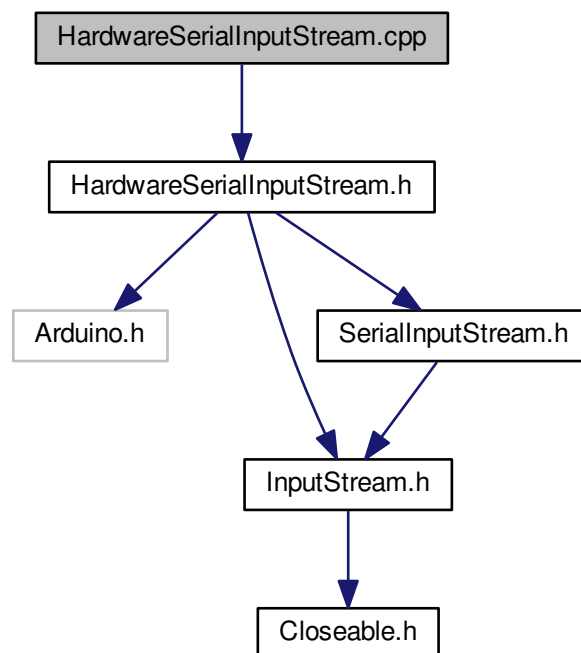 HardwareSerialInputStream.cpp
HardwareSerialInputStream.h
Arduino.h
SerialInputStream.h
InputStream.h
Closeable.h